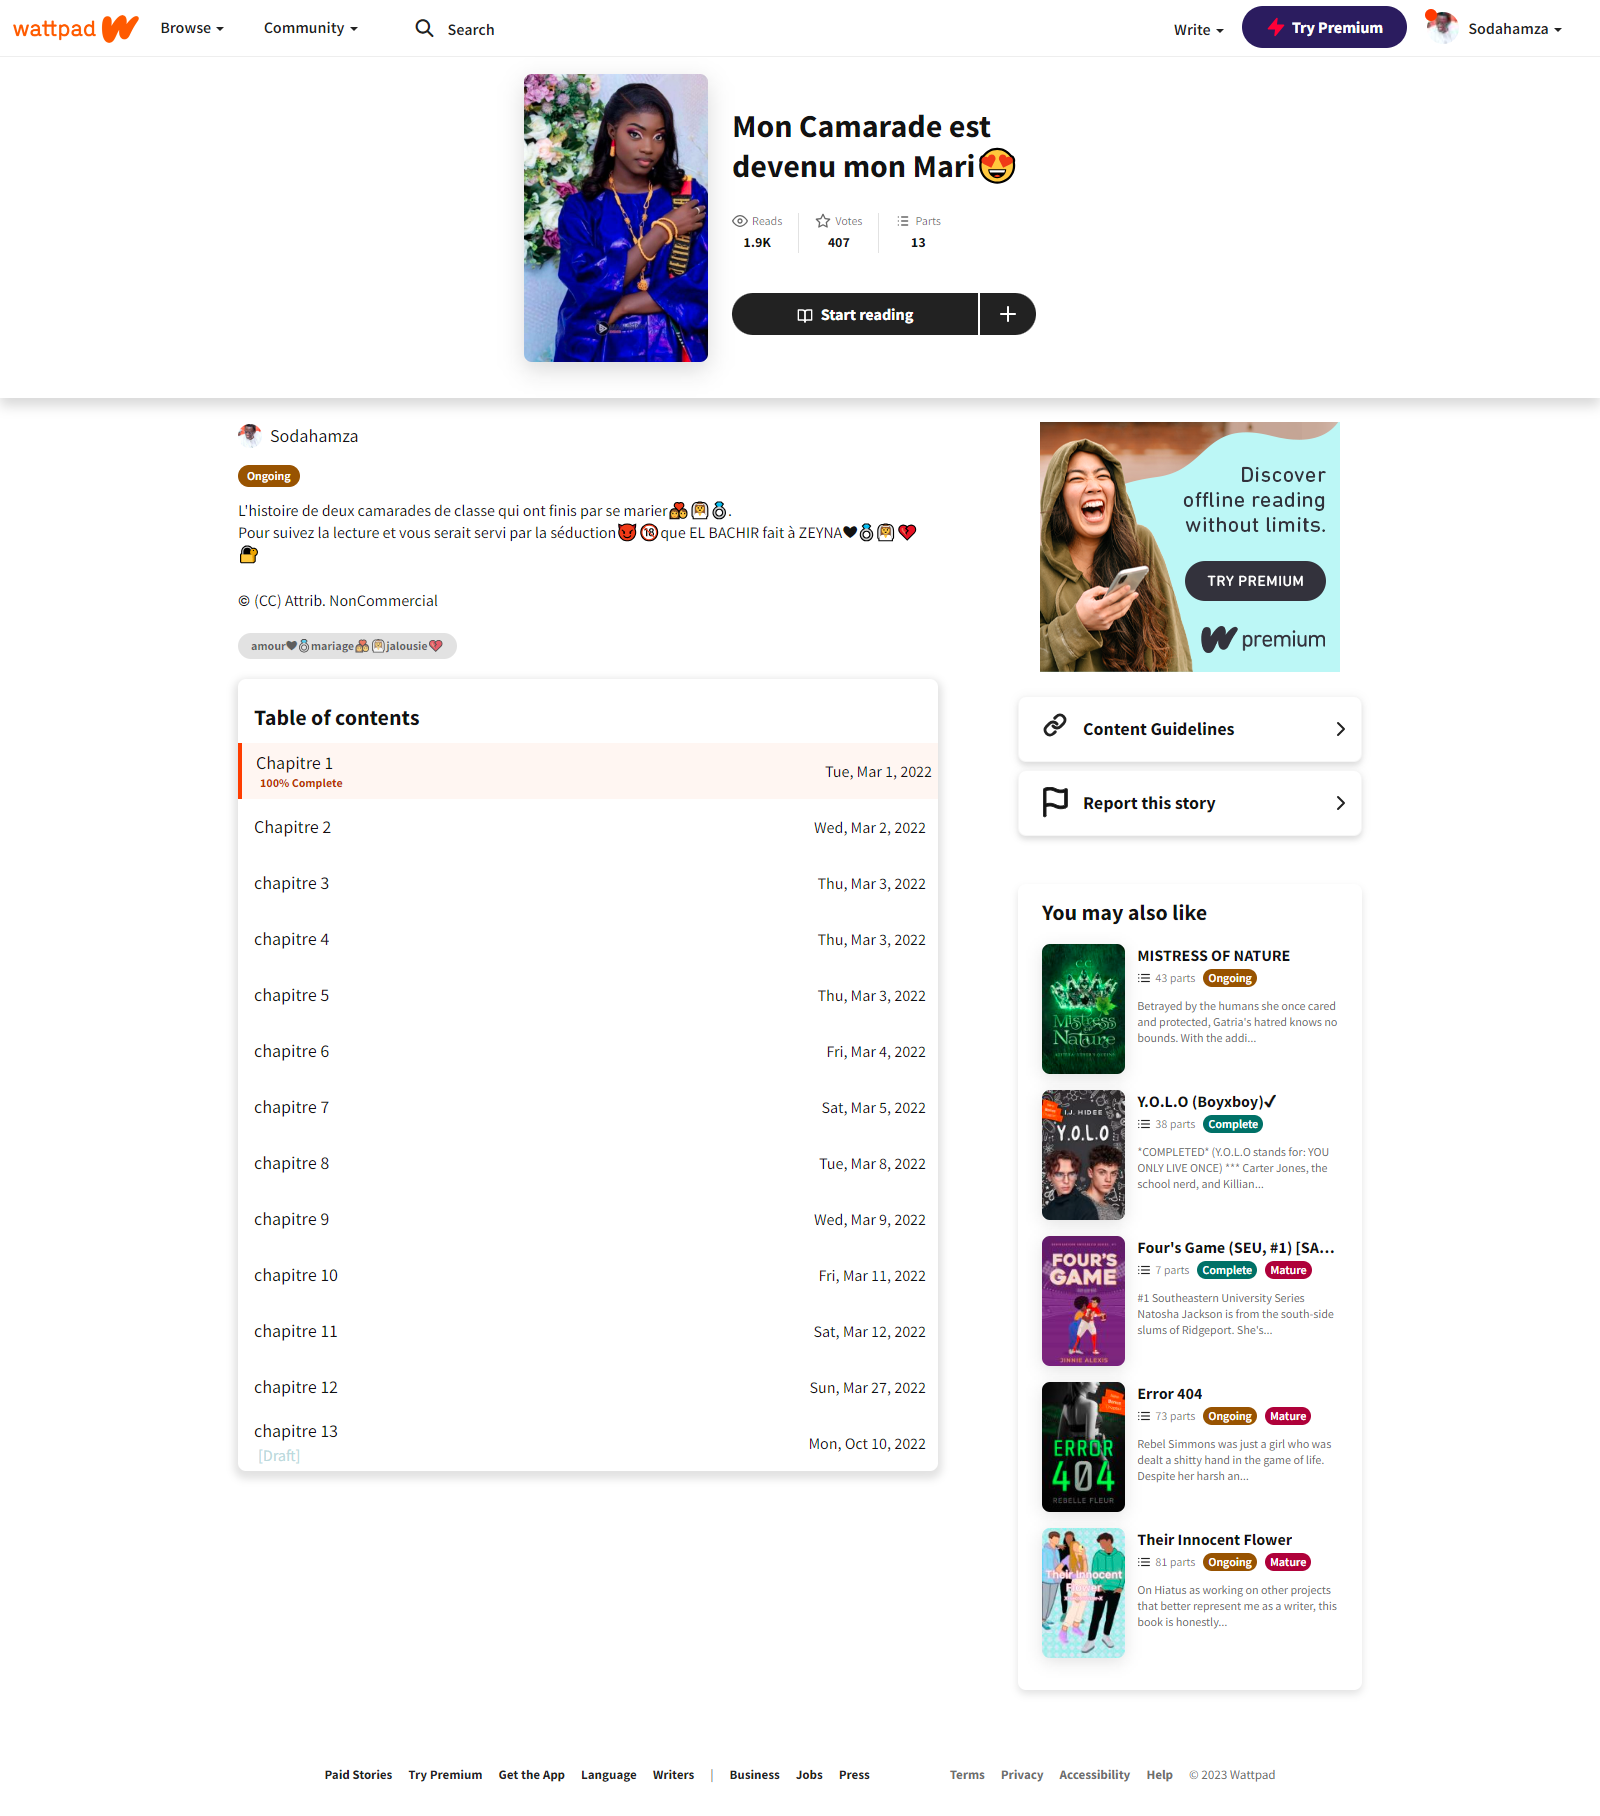 wattpad
Browse
Community
Search
Write
Try Premium
Sodahamza
Mon Camarade est
devenu mon Mari😍
Reads
1.9K
Votes
407
Parts
13
Start reading
Sodahamza
Ongoing
L'histoire de deux camarades de classe qui ont finis par se marier💑👰💍.
Pour suivez la lecture et vous serait servi par la séduction😈🔞que EL BACHIR fait à ZEYNA❤💍👰💔
🔐
© (CC) Attrib. NonCommercial
amour❤💍mariage💑👰jalousie💔
Table of contents
Chapitre 1
100% Complete
Tue, Mar 1, 2022
Chapitre 2
Wed, Mar 2, 2022
chapitre 3
Thu, Mar 3, 2022
chapitre 4
Thu, Mar 3, 2022
chapitre 5
Thu, Mar 3, 2022
chapitre 6
Fri, Mar 4, 2022
chapitre 7
Sat, Mar 5, 2022
chapitre 8
Tue, Mar 8, 2022
chapitre 9
Wed, Mar 9, 2022
chapitre 10
Fri, Mar 11, 2022
chapitre 11
Sat, Mar 12, 2022
chapitre 12
Sun, Mar 27, 2022
chapitre 13
[Draft]
Mon, Oct 10, 2022
Discover
offline reading
without limits.
TRY PREMIUM
premium
Content Guidelines
Report this story
You may also like
C.C.
Mistress
Nature
MISTRESS OF NATURE
43 parts Ongoing
Betrayed by the humans she once cared
and protected, Gatria's hatred knows no
bounds. With the addi...
I.J. HIDEE
Y.O.L.O
Y.O.L.O (Boyxboy)✔
38 parts Complete
*COMPLETED* (Y.O.L.O stands for: YOU
ONLY LIVE ONCE) *** Carter Jones, the
school nerd, and Killian...
FOUR'S
GAME
JINNIE ALEXIS
Four's Game (SEU, #1) [SA...
7 parts Complete Mature
#1 Southeastern University Series
Natosha Jackson is from the south-side
slums of Ridgeport. She's...
ERROR
404
REBELLE FLEUR
Error 404
73 parts Ongoing Mature
Rebel Simmons was just a girl who was
dealt a shitty hand in the game of life.
Despite her harsh an...
Their Innocent
Flower
Their Innocent Flower
81 parts Ongoing Mature
On Hiatus as working on other projects
that better represent me as a writer, this
book is honestly...
Paid Stories Try Premium Get the App Language Writers | Business Jobs Press Terms Privacy Accessibility Help © 2023 Wattpad